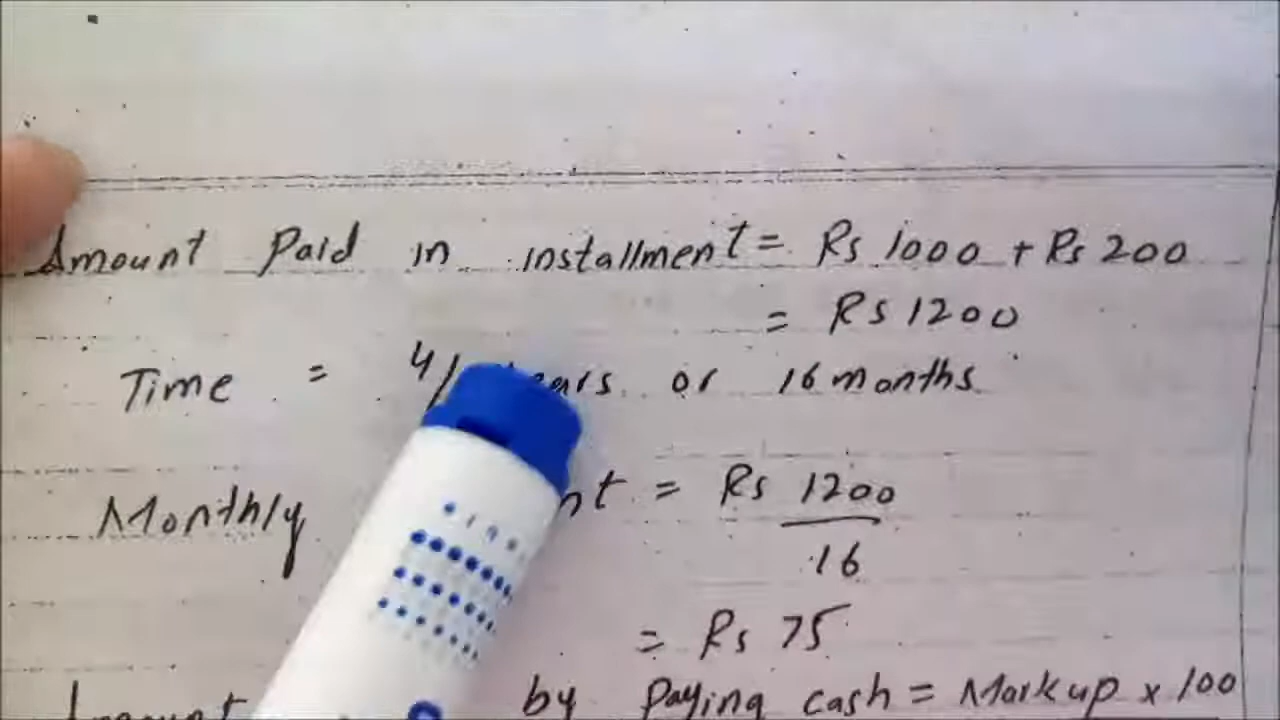 Amount Paid in installment = Rs 1000 + Rs 200
= Rs 1200
Time = 4/ or 16 months
Monthly = Rs 1200
16
= Rs 75
by Paying cash = Markup x 100